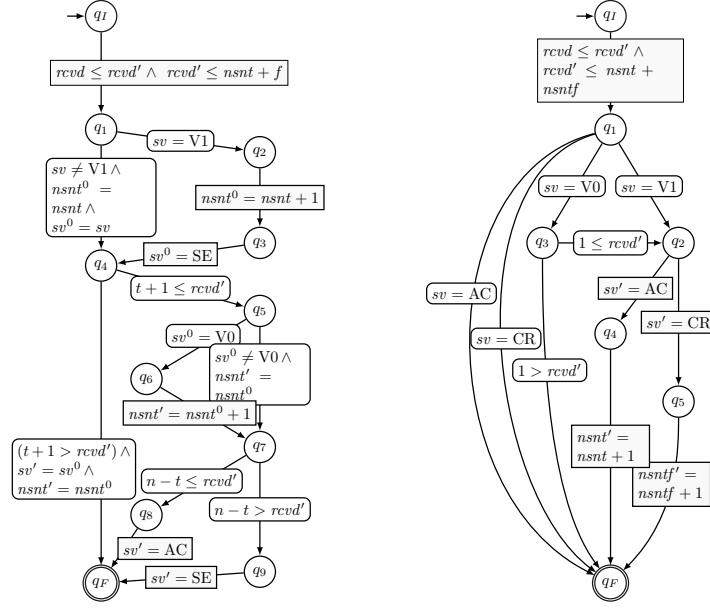 q_I
rcvd ≤ rcvd′ ∧ rcvd′ ≤ nsnt + f
q_1
sv = V1
q_2
sv ≠ V1 ∧
nsnt^0 =
nsnt ∧
sv^0 = sv
nsnt^0 = nsnt + 1
q_3
sv^0 = SE
q_4
t + 1 ≤ rcvd′
q_5
sv^0 = V0
sv^0 ≠ V0 ∧
nsnt′ =
nsnt^0
q_6
nsnt′ = nsnt^0 + 1
q_7
(t + 1 > rcvd′) ∧
sv′ = sv^0 ∧
nsnt′ = nsnt^0
n − t ≤ rcvd′
n − t > rcvd′
q_8
sv′ = AC
q_9
sv′ = SE
q_F
q_I
rcvd ≤ rcvd′ ∧
rcvd′ ≤ nsnt +
nsntf
q_1
sv = V0
sv = V1
q_3
1 ≤ rcvd′
q_2
sv = AC
sv′ = AC
sv′ = CR
q_4
sv = CR
1 > rcvd′
q_5
nsnt′ =
nsnt + 1
nsntf′ =
nsntf + 1
q_F